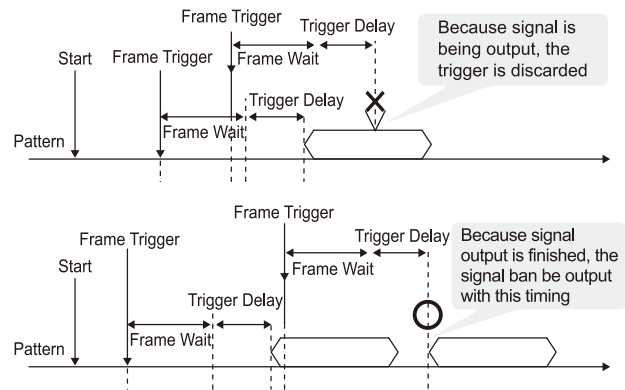 Frame Trigger
Trigger Delay
Because signal is
being output, the
trigger is discarded
Start
Frame Trigger
Frame Wait
Trigger Delay
Frame Wait
Pattern
Frame Trigger
Frame Trigger
Trigger Delay
Because signal
output is finished, the
signal ban be output
with this timing
Start
Frame Wait
Trigger Delay
Frame Wait
Pattern